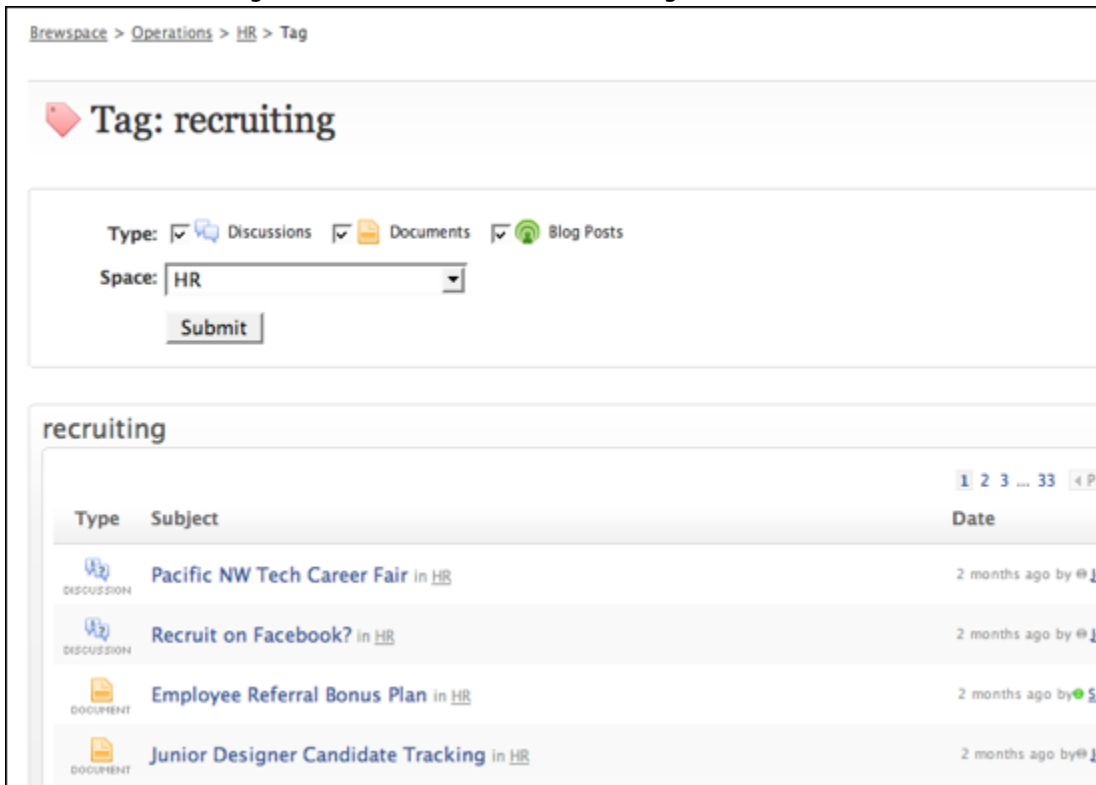 Brewspace > Operations > HR > Tag
Tag: recruiting
Type: Discussions Documents Blog Posts
Space: HR
Submit
recruiting
1 2 3 ... 33 P
Type Subject Date
DISCUSSION Pacific NW Tech Career Fair in HR 2 months ago by J
DISCUSSION Recruit on Facebook? in HR 2 months ago by J
DOCUMENT Employee Referral Bonus Plan in HR 2 months ago by S
DOCUMENT Junior Designer Candidate Tracking in HR 2 months ago by J